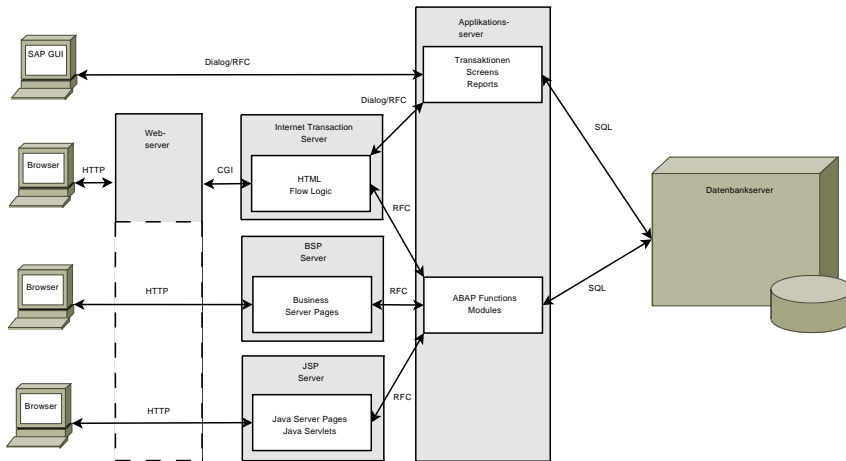 Applikations-
server
SAP GUI
Dialog/RFC
Transaktionen
Screens
Reports
Dialog/RFC
Web-
server
Internet Transaction
Server
SQL
Browser
HTTP
CGI
HTML
Flow Logic
Datenbankserver
RFC
BSP
Server
Browser
HTTP
Business
Server Pages
RFC
ABAP Functions
Modules
SQL
JSP
Server
Browser
HTTP
Java Server Pages
Java Servlets
RFC